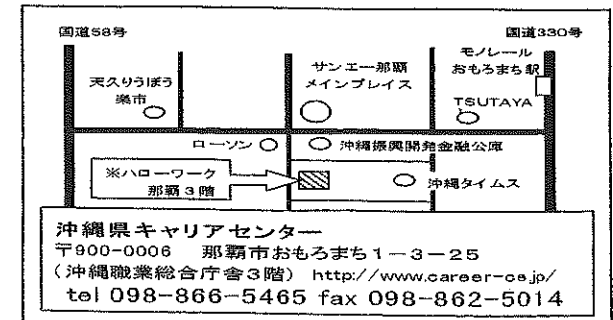 国道58号
国道330号
モノレール
おもろまち駅
サンエー那覇
メインプレイス
天久りうぼう
楽市
TSUTAYA
ローソン
沖縄振興開発金融公庫
※ハローワーク
那覇3階
沖縄タイムス
沖縄県キャリアセンター
〒900-0006 那覇市おもろまち1-3-25
(沖縄職業総合庁舎3階) http://www.career-ce.jp/
tel 098-866-5465 fax 098-862-5014